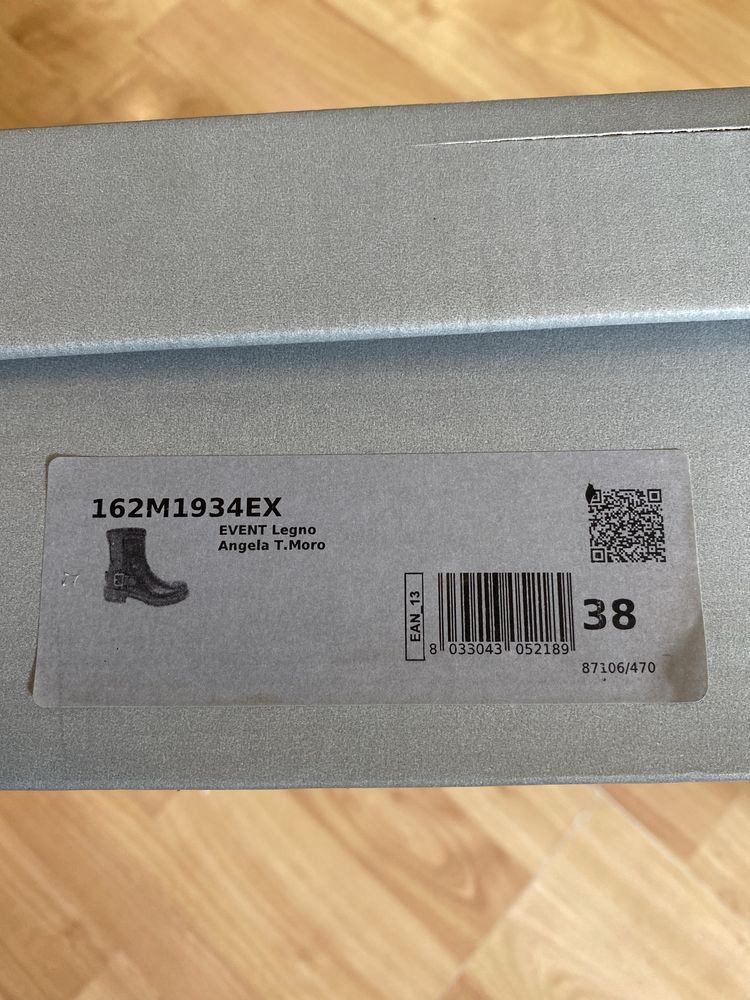 162M1934EX
EVENT Legno
Angela T.Moro
EAN_13
8 033043 052189
38
87106/470